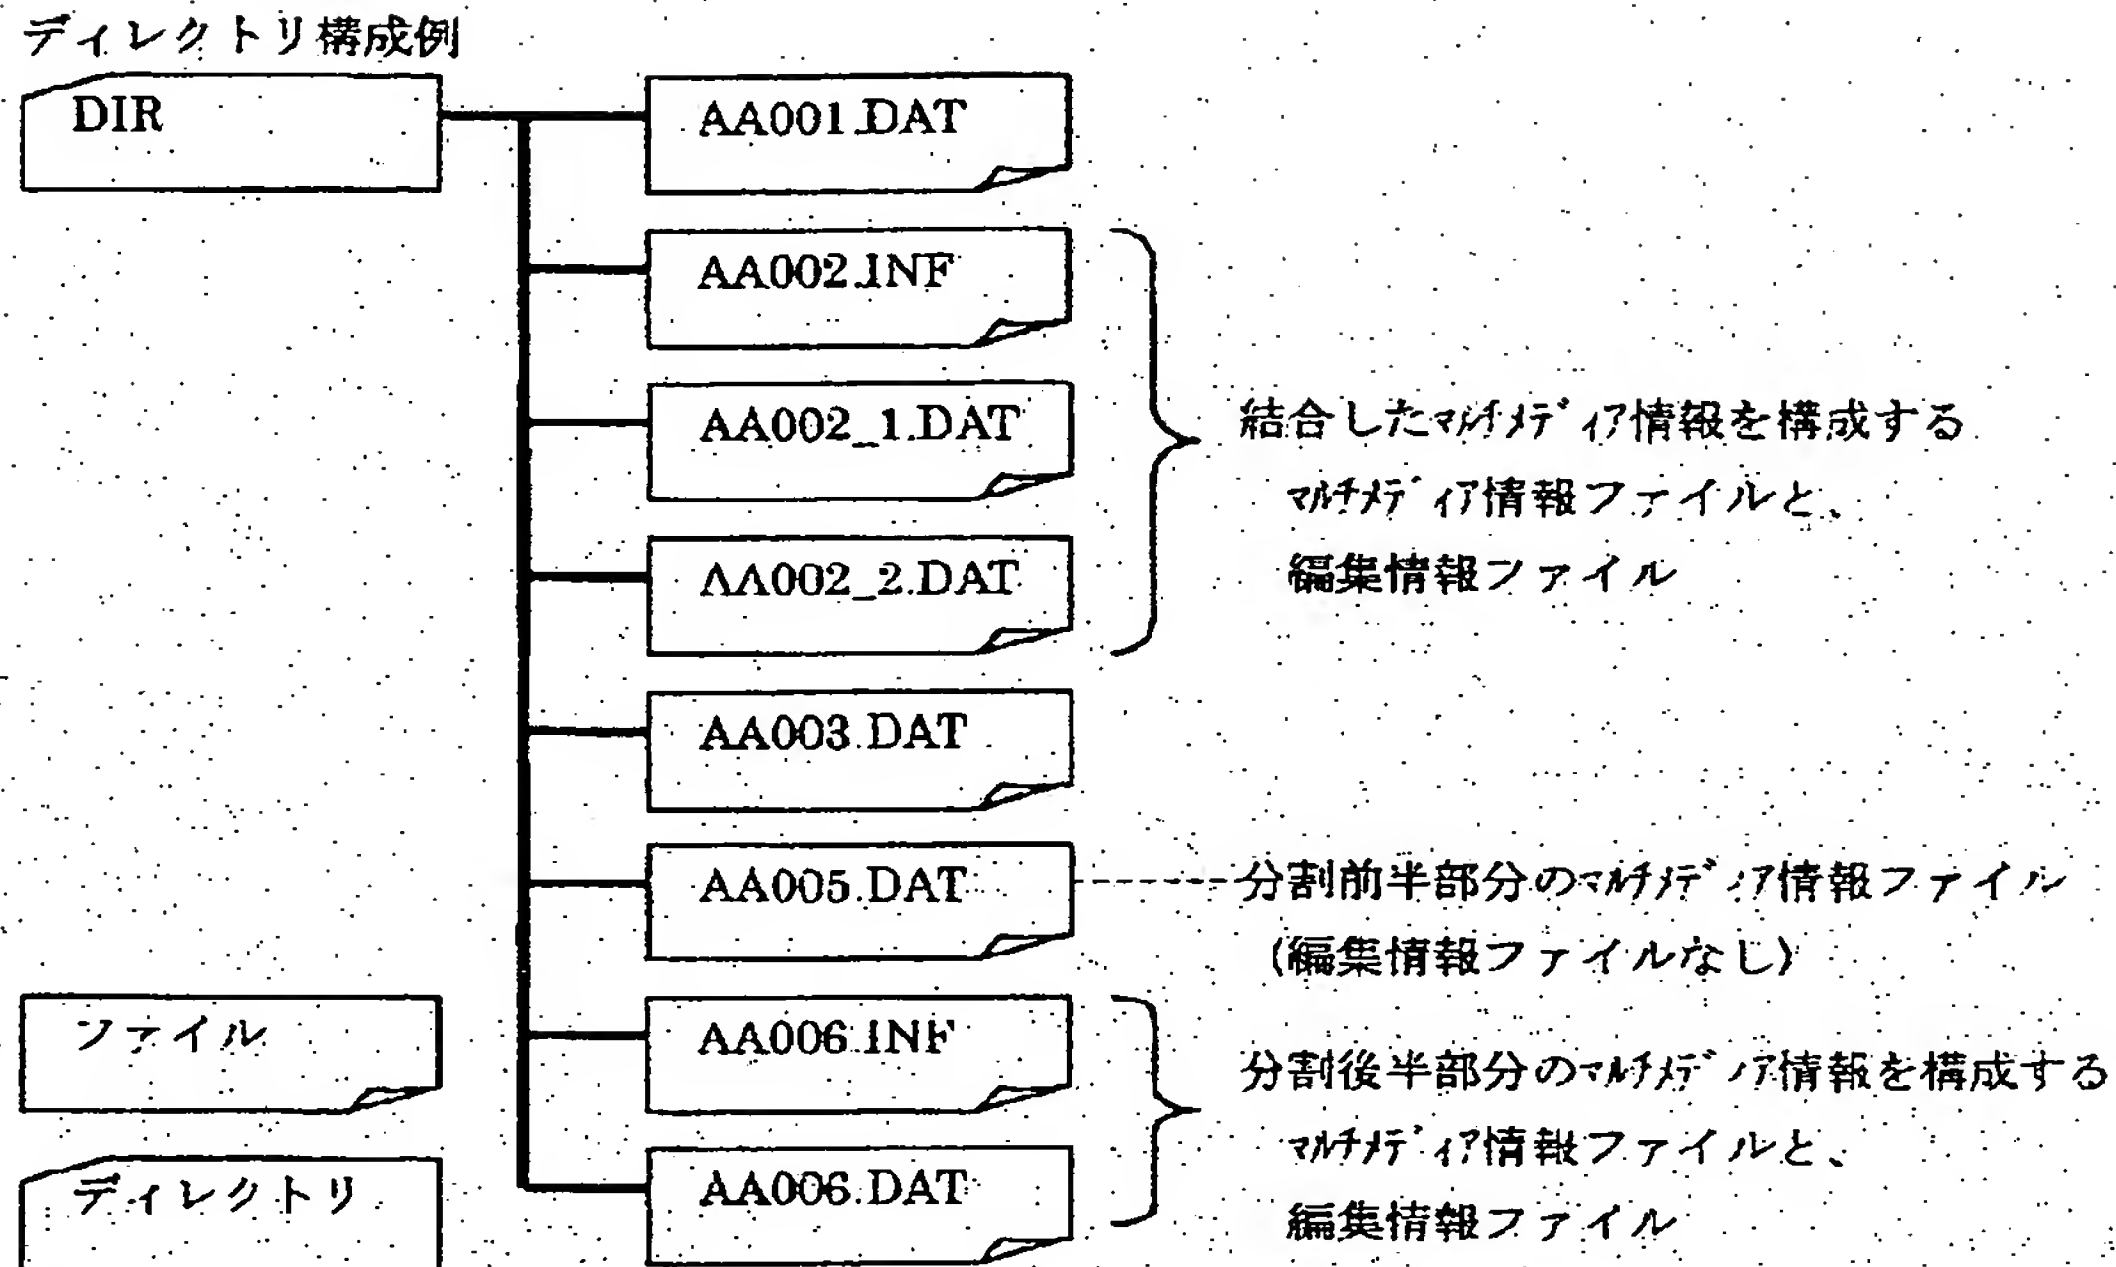 ディレクトリ構成例
DIR
AA001.DAT
AA002.INF
AA002_1.DAT
AA002_2.DAT
結合したﾏﾙﾁﾒﾃﾞｨｱ情報を構成する
ﾏﾙﾁﾒﾃﾞｨｱ情報ファイルと、
編集情報ファイル
AA003.DAT
AA005.DAT
分割前半部分のﾏﾙﾁﾒﾃﾞｨｱ情報ファイル
(編集情報ファイルなし)
AA006.INF
AA006.DAT
分割後半部分のﾏﾙﾁﾒﾃﾞｨｱ情報を構成する
ﾏﾙﾁﾒﾃﾞｨｱ情報ファイルと、
編集情報ファイル
ファイル
ディレクトリ